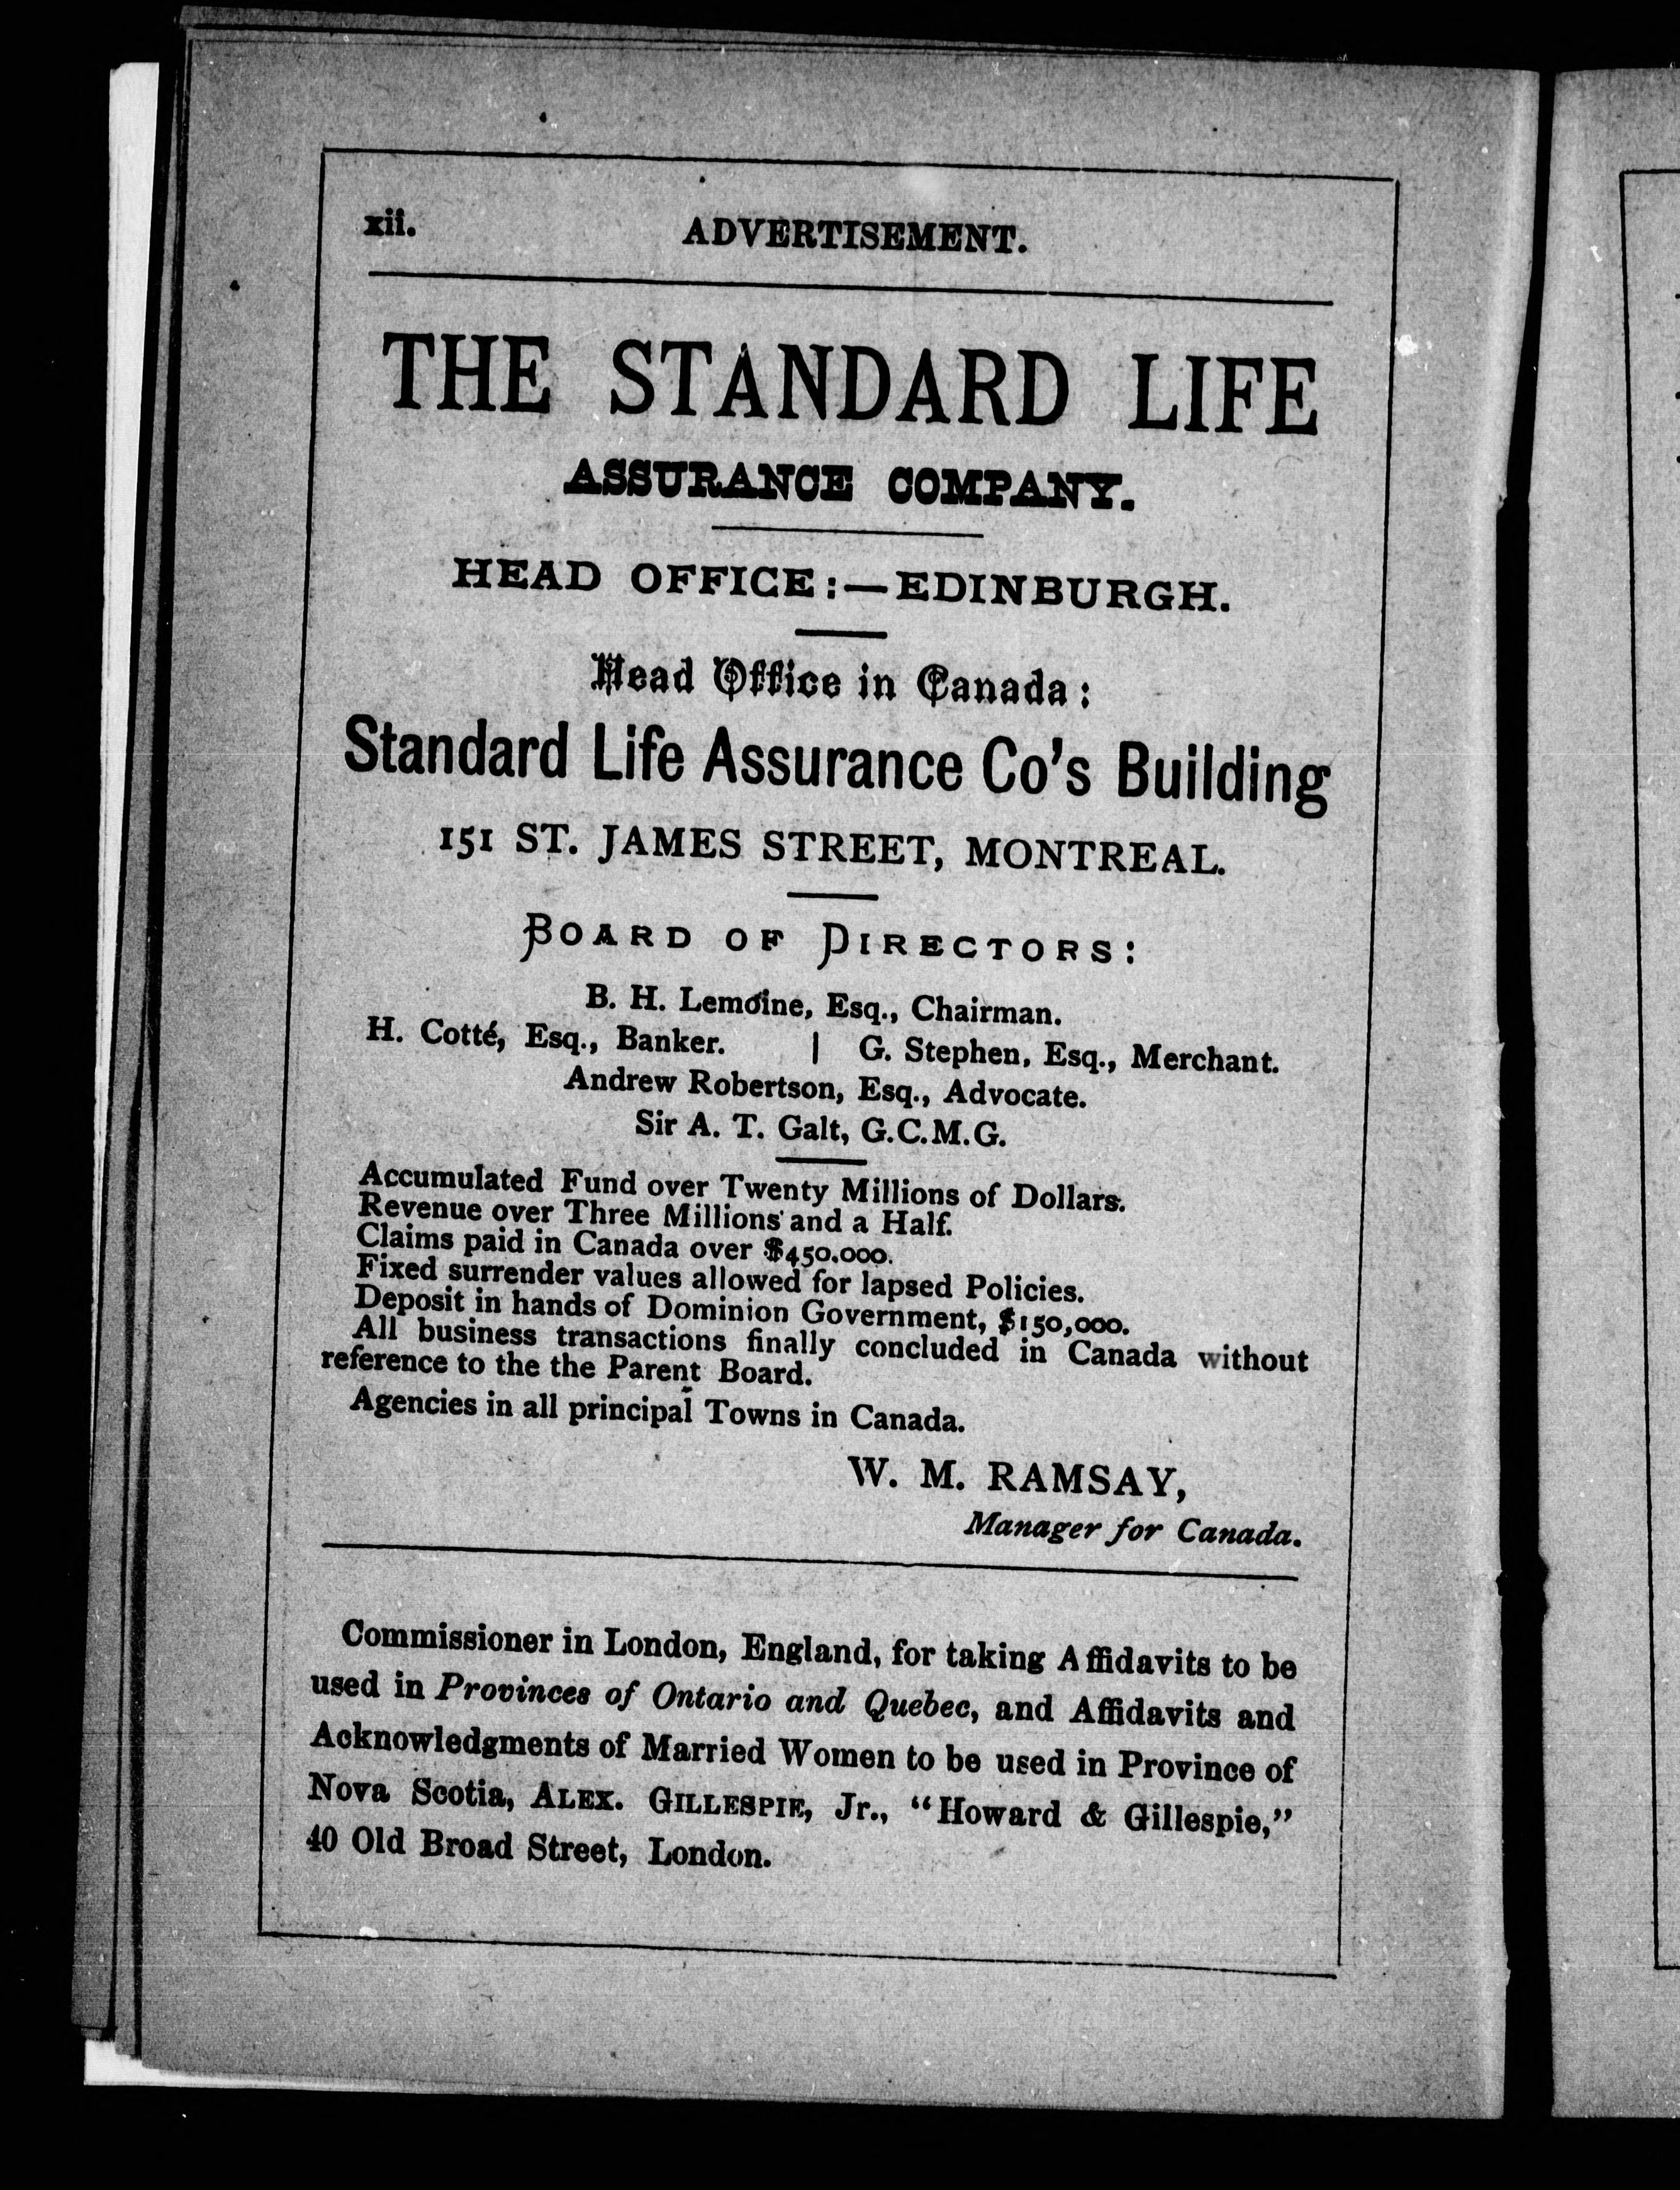 xii.
ADVERTISEMENT.
THE STANDARD LIFE
ASSURANCE COMPANY.
HEAD OFFICE:—EDINBURGH.
Head Office in Canada:
Standard Life Assurance Co's Building
151 ST. JAMES STREET, MONTREAL.
BOARD OF DIRECTORS:
B. H. Lemoine, Esq., Chairman.
H. Cotté, Esq., Banker. | G. Stephen, Esq., Merchant.
Andrew Robertson, Esq., Advocate.
Sir A. T. Galt, G.C.M.G.
Accumulated Fund over Twenty Millions of Dollars.
Revenue over Three Millions and a Half.
Claims paid in Canada over $450.000.
Fixed surrender values allowed for lapsed Policies.
Deposit in hands of Dominion Government, $150,000.
All business transactions finally concluded in Canada without
reference to the the Parent Board.
Agencies in all principal Towns in Canada.
W. M. RAMSAY,
Manager for Canada.
Commissioner in London, England, for taking Affidavits to be
used in Provinces of Ontario and Quebec, and Affidavits and
Acknowledgments of Married Women to be used in Province of
Nova Scotia, ALEX. GILLESPIE, Jr., "Howard & Gillespie,"
40 Old Broad Street, London.